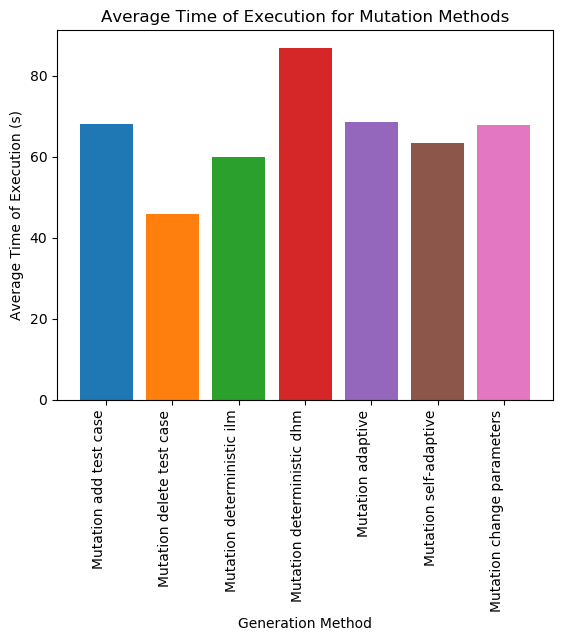 Average Time of Execution for Mutation Methods
Average Time of Execution (s)
80
60
40
20
0
Mutation add test case
Mutation delete test case
Mutation deterministic ilm
Mutation deterministic dhm
Mutation adaptive
Mutation self-adaptive
Mutation change parameters
Generation Method